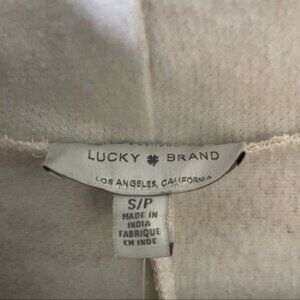 LUCKY BRAND
LOS ANGELES, CALIFORNIA
S/P
MADE IN
INDIA
FABRIQUE
EN INDE